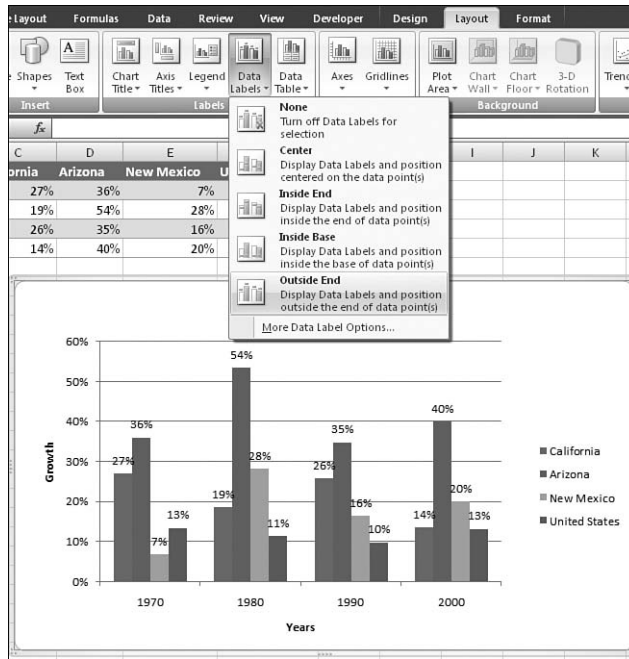 Layout Formulas Data Review View Developer Design Layout Format
Shapes Text Box Chart Title Axis Titles Legend Data Labels Data Table Axes Gridlines Plot Area Chart Wall Chart Floor 3-D Rotation
Insert Labels Background
fx
None
Turn off Data Labels for
selection
Center
Display Data Labels and position
centered on the data point(s)
Inside End
Display Data Labels and position
inside the end of data point(s)
Inside Base
Display Data Labels and position
inside the base of data point(s)
Outside End
Display Data Labels and position
outside the end of data point(s)
More Data Label Options...
C D E I J K
ornia Arizona New Mexico U
27% 36% 7%
19% 54% 28%
26% 35% 16%
14% 40% 20%
60%
50%
40%
30%
20%
10%
0%
Growth
27% 36% 7% 13%
19% 54% 28% 11%
26% 35% 16% 10%
14% 40% 20% 13%
1970 1980 1990 2000
Years
California
Arizona
New Mexico
United States